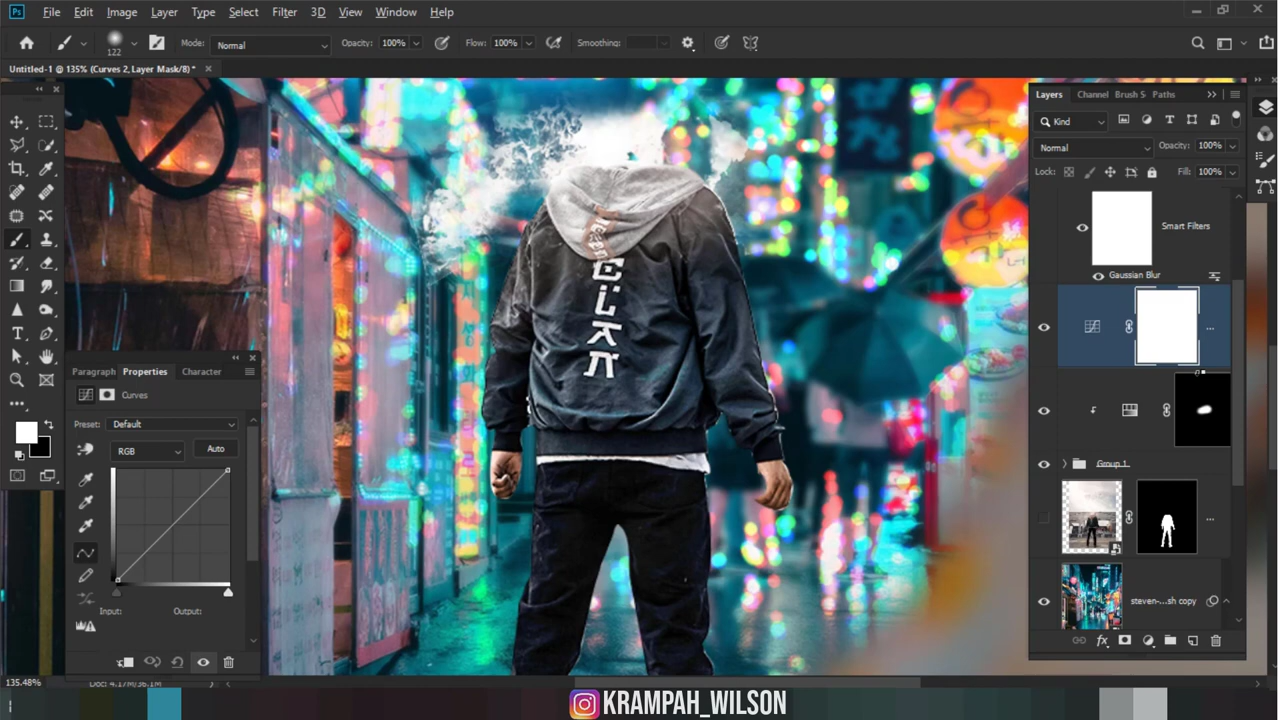 Ps File Edit Image Layer Type Select Filter 3D View Window Help
122 Mode: Normal Opacity: 100% Flow: 100% Smoothing:
Untitled-1 @ 135% (Curves 2, Layer Mask/8) *
Layers Channel Brush S Paths
Kind
Normal Opacity: 100%
Lock: Fill: 100%
Smart Filters
Gaussian Blur
Group 1
steven-...sh copy
Paragraph Properties Character
Curves
Preset: Default
RGB Auto
Input: Output:
135.48% Doc: 4.17M/36.1M
KRAMPAH_WILSON